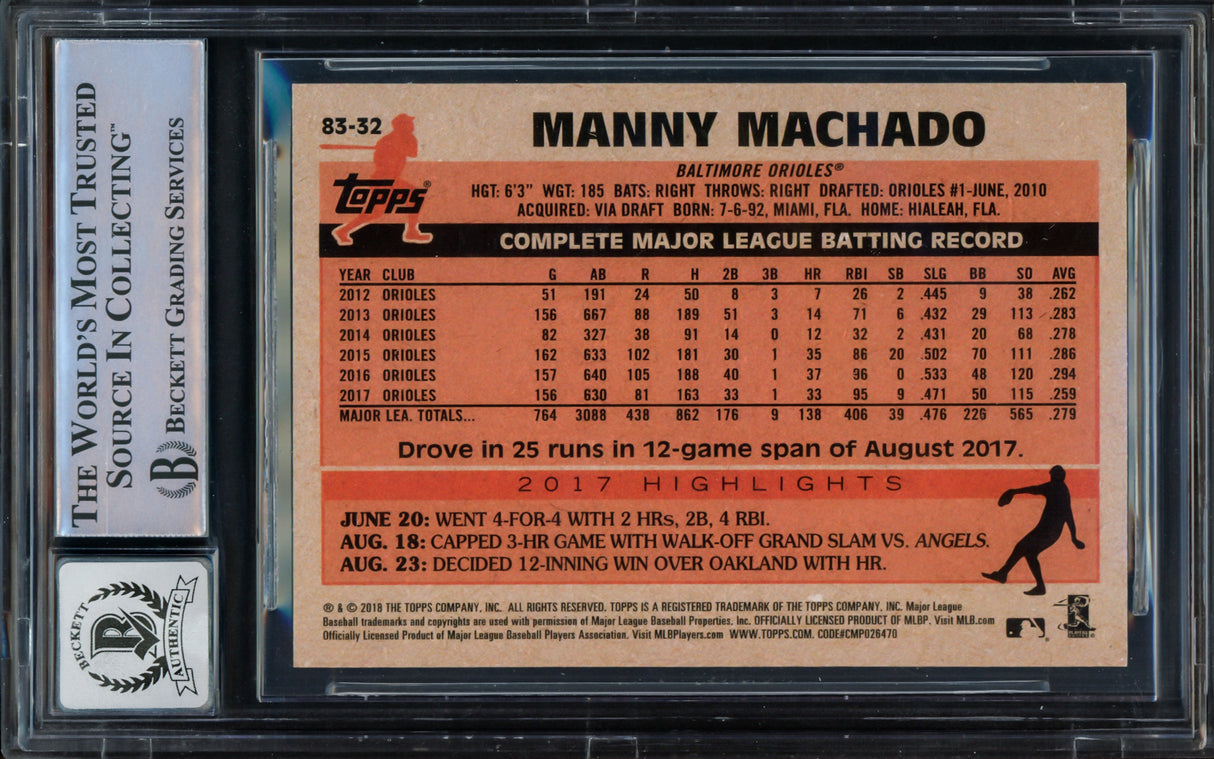 THE WORLD'S MOST TRUSTED
SOURCE IN COLLECTING™
BECKETT GRADING SERVICES
B
BECKETT
AUTHENTIC
83-32
MANNY MACHADO
topps®
BALTIMORE ORIOLES®
HGT: 6'3" WGT: 185 BATS: RIGHT THROWS: RIGHT DRAFTED: ORIOLES #1-JUNE, 2010
ACQUIRED: VIA DRAFT BORN: 7-6-92, MIAMI, FLA. HOME: HIALEAH, FLA.
COMPLETE MAJOR LEAGUE BATTING RECORD
YEAR CLUB G AB R H 2B 3B HR RBI SB SLG BB SO AVG
2012 ORIOLES 51 191 24 50 8 3 7 26 2 .445 9 38 .262
2013 ORIOLES 156 667 88 189 51 3 14 71 6 .432 29 113 .283
2014 ORIOLES 82 327 38 91 14 0 12 32 2 .431 20 68 .278
2015 ORIOLES 162 633 102 181 30 1 35 86 20 .502 70 111 .286
2016 ORIOLES 157 640 105 188 40 1 37 96 0 .533 48 120 .294
2017 ORIOLES 156 630 81 163 33 1 33 95 9 .471 50 115 .259
MAJOR LEA. TOTALS... 764 3088 438 862 176 9 138 406 39 .476 226 565 .279
Drove in 25 runs in 12-game span of August 2017.
2017 HIGHLIGHTS
JUNE 20: WENT 4-FOR-4 WITH 2 HRs, 2B, 4 RBI.
AUG. 18: CAPPED 3-HR GAME WITH WALK-OFF GRAND SLAM VS. ANGELS.
AUG. 23: DECIDED 12-INNING WIN OVER OAKLAND WITH HR.
® & © 2018 THE TOPPS COMPANY, INC. ALL RIGHTS RESERVED. TOPPS IS A REGISTERED TRADEMARK OF THE TOPPS COMPANY, INC. Major League
Baseball trademarks and copyrights are used with permission of Major League Baseball Properties, Inc. OFFICIALLY LICENSED PRODUCT OF MLBP. Visit MLB.com
Officially Licensed Product of Major League Baseball Players Association. Visit MLBPlayers.com WWW.TOPPS.COM. CODE#CMP026470